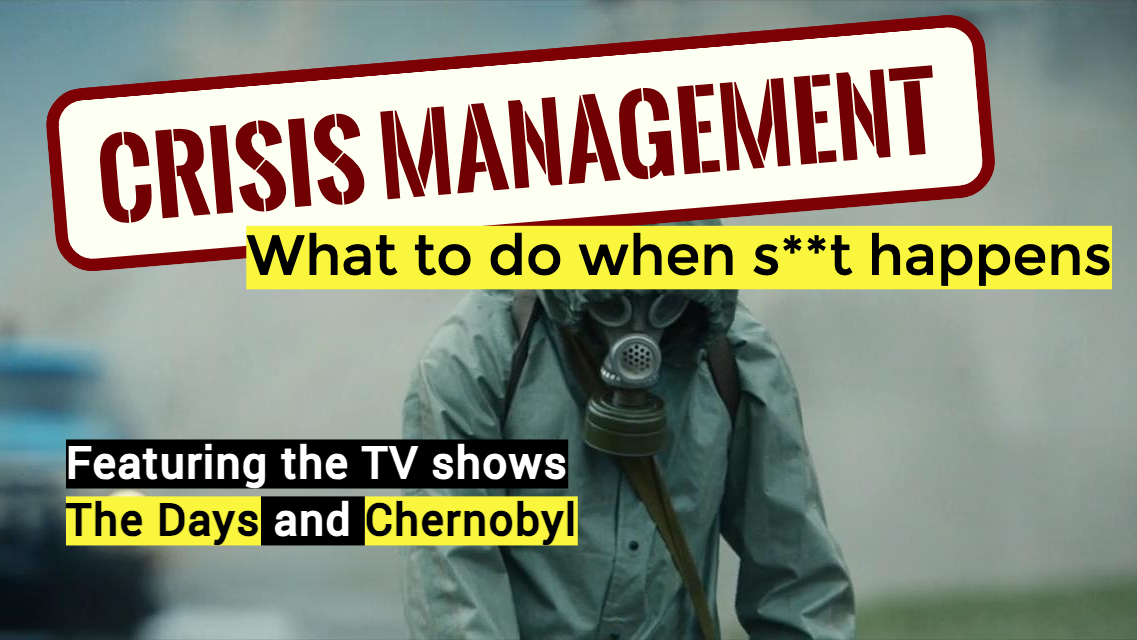 CRISIS MANAGEMENT
What to do when s**t happens
Featuring the TV shows
The Days and Chernobyl